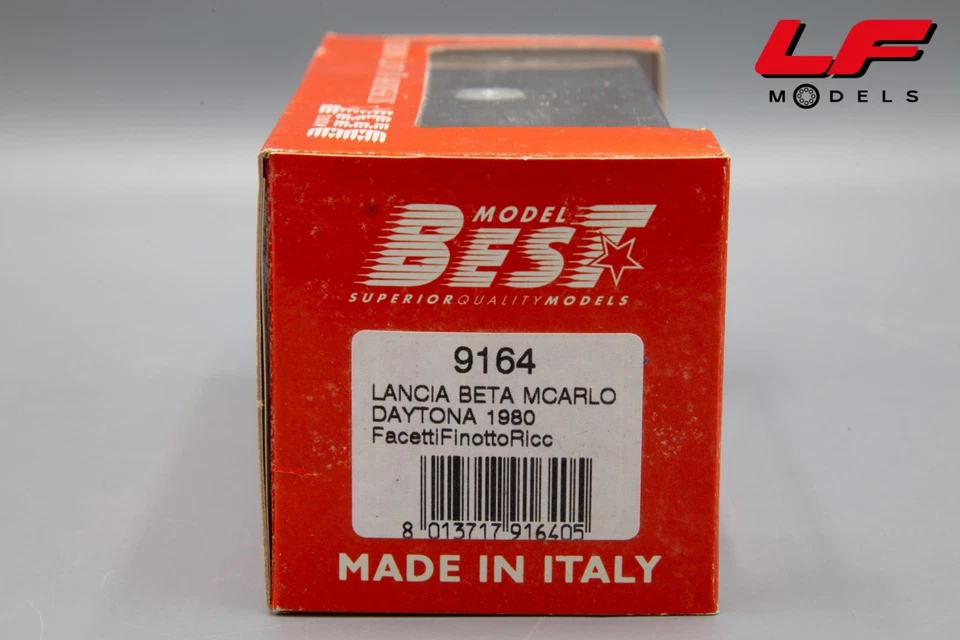 LF
MODELS
MODEL
BEST
SUPERIORQUALITYMODELS
9164
LANCIA BETA MCARLO
DAYTONA 1980
FacettiFinottoRicc
8 013717 916405
MADE IN ITALY